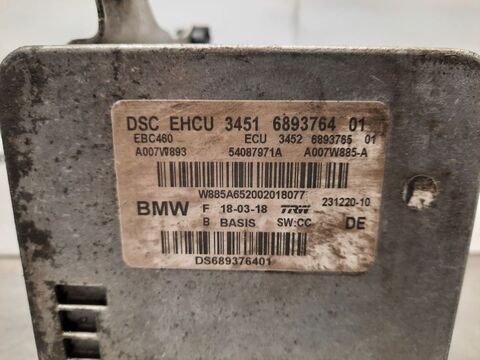 DSC EHCU 3451 6893764 01
EBC460 ECU 3452 6893765 01
A007W893 54087971A A007W885-A
W885A652002018077
BMW F 18-03-18 TRW 231220-10
B BASIS SW:CC DE
DS689376401